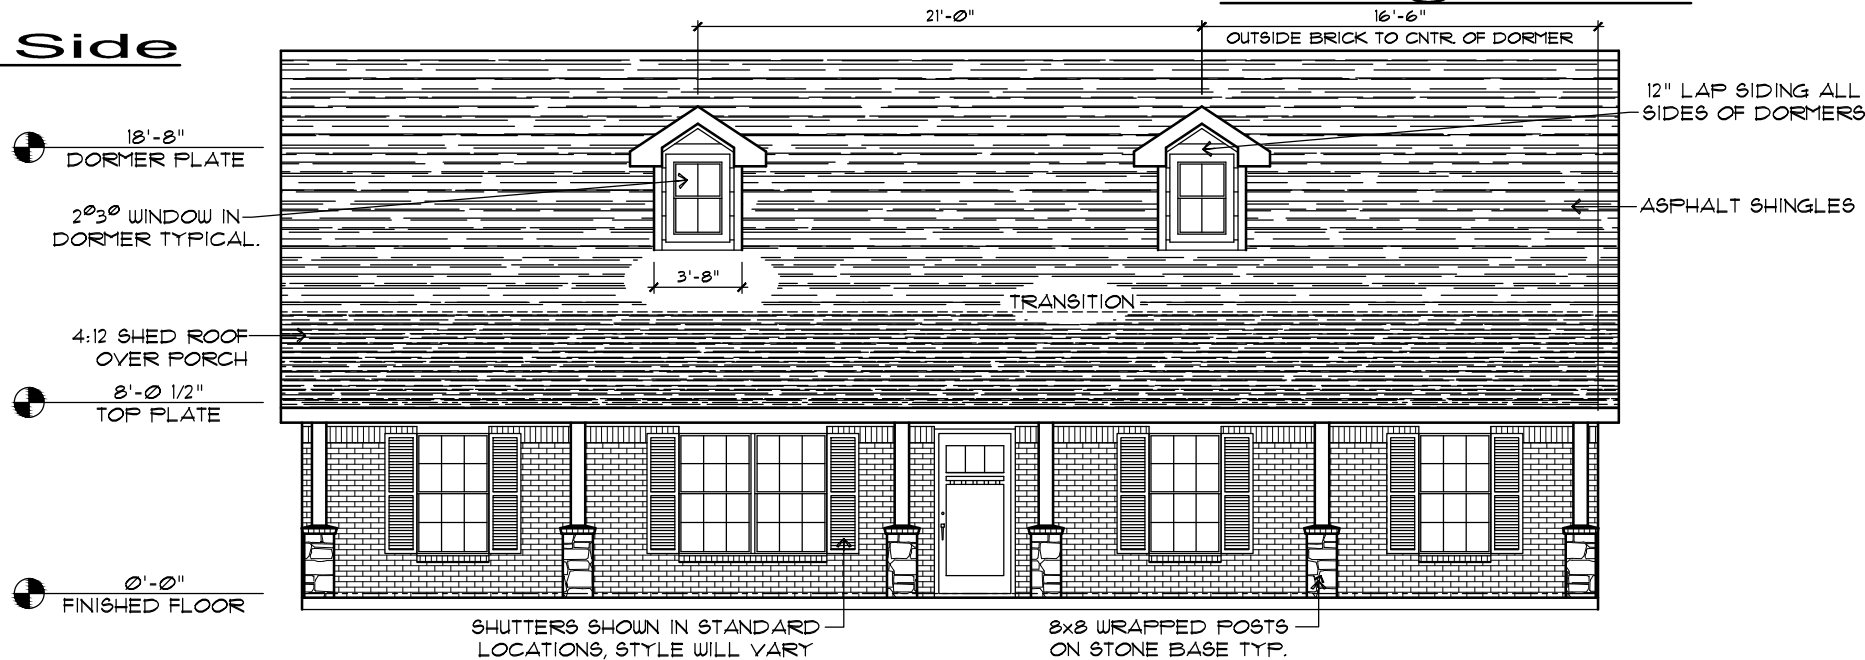 Side
21'-0"
16'-6"
OUTSIDE BRICK TO CNTR. OF DORMER
12" LAP SIDING ALL
SIDES OF DORMERS
18'-8"
DORMER PLATE
2⁰3⁰ WINDOW IN
DORMER TYPICAL.
ASPHALT SHINGLES
3'-8"
TRANSITION
4:12 SHED ROOF
OVER PORCH
8'-0 1/2"
TOP PLATE
0'-0"
FINISHED FLOOR
SHUTTERS SHOWN IN STANDARD
LOCATIONS, STYLE WILL VARY
8x8 WRAPPED POSTS
ON STONE BASE TYP.